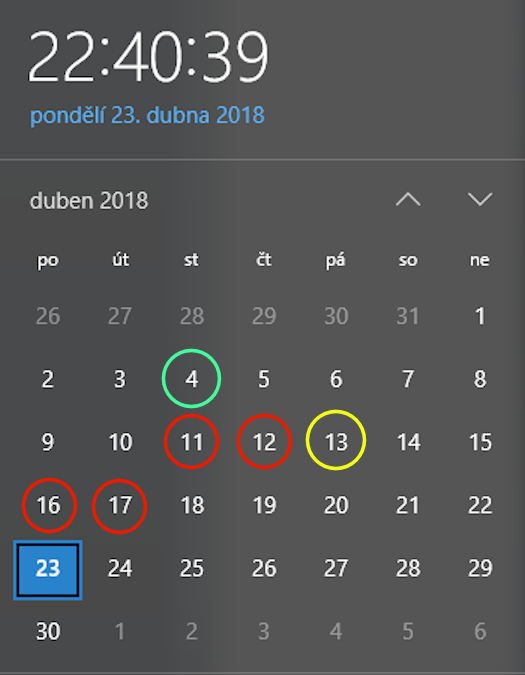 22:40:39
pondělí 23. dubna 2018
duben 2018
po út st čt pá so ne
26 27 28 29 30 31 1
2 3 4 5 6 7 8
9 10 11 12 13 14 15
16 17 18 19 20 21 22
23 24 25 26 27 28 29
30 1 2 3 4 5 6